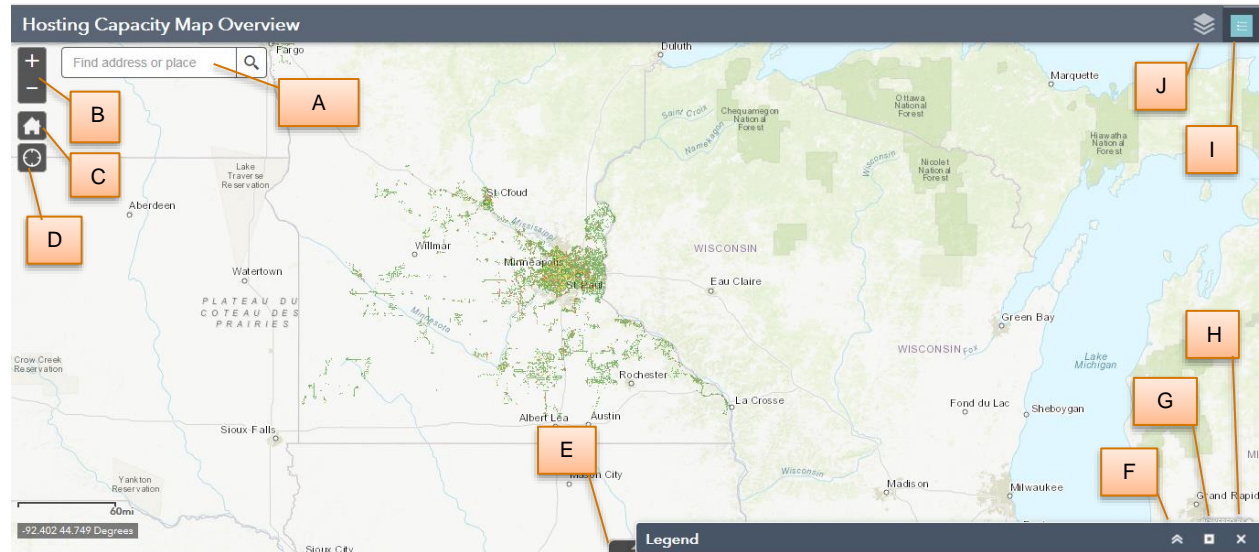 Hosting Capacity Map Overview
Find address or place
A
B
C
D
E
F
G
H
I
J
Fargo
Duluth
Marquette
Ottawa
National
Forest
Saint Croix
Chequamegon
National
Forest
Namekagon
Hiawatha
National
Forest
Nicolet
National
Forest
Wisconsin
Lake
Traverse
Reservation
Aberdeen
St Cloud
Mississippi
Willmar
WISCONSIN
Minneapolis
St Paul
Eau Claire
Watertown
PLATEAU DU
COTEAU DES
PRAIRIES
Minnesota
Green Bay
WISCONSIN
Fox
Lake
Michigan
Crow Creek
Reservation
Rochester
La Crosse
Fond du Lac
Sheboygan
Albert Lea
Austin
Sioux Falls
MI
Mason City
Yankton
Reservation
Wisconsin
Madison
Milwaukee
Grand Rapid
60mi
-92.402 44.749 Degrees
Sioux City
Legend